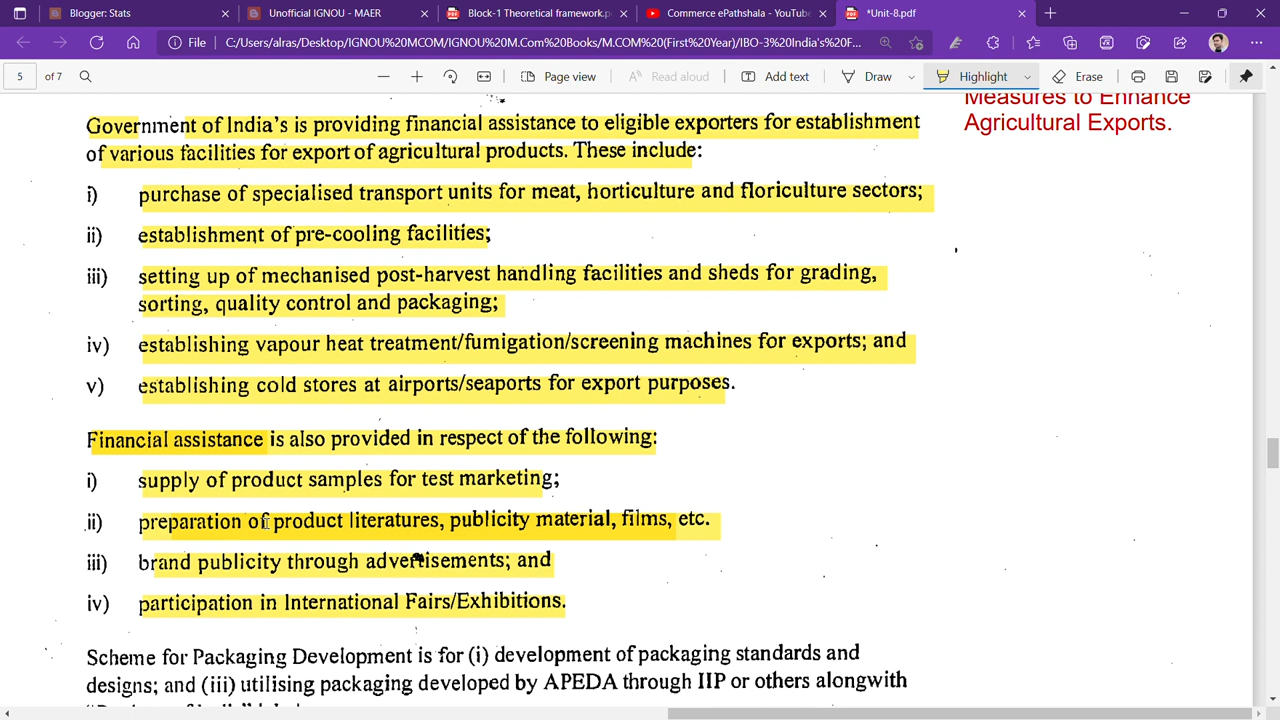 Blogger: Stats
Unofficial IGNOU - MAER
Block-1 Theoretical framework.p
Commerce ePathshala - YouTube
*Unit-8.pdf
File
C:/Users/alras/Desktop/IGNOU%20MCOM/IGNOU%20M.Com%20Books/M.COM%20(First%20Year)/IBO-3%20India's%20F...
5 of 7
Page view
Read aloud
Add text
Draw
Highlight
Erase
Measures to Enhance
Agricultural Exports.
Government of India's is providing financial assistance to eligible exporters for establishment
of various facilities for export of agricultural products. These include:
i) purchase of specialised transport units for meat, horticulture and floriculture sectors;
ii) establishment of pre-cooling facilities;
iii) setting up of mechanised post-harvest handling facilities and sheds for grading,
sorting, quality control and packaging;
iv) establishing vapour heat treatment/fumigation/screening machines for exports; and
v) establishing cold stores at airports/seaports for export purposes.
Financial assistance is also provided in respect of the following:
i) supply of product samples for test marketing;
ii) preparation of product literatures, publicity material, films, etc.
iii) brand publicity through advertisements; and
iv) participation in International Fairs/Exhibitions.
Scheme for Packaging Development is for (i) development of packaging standards and
designs; and (iii) utilising packaging developed by APEDA through IIP or others alongwith